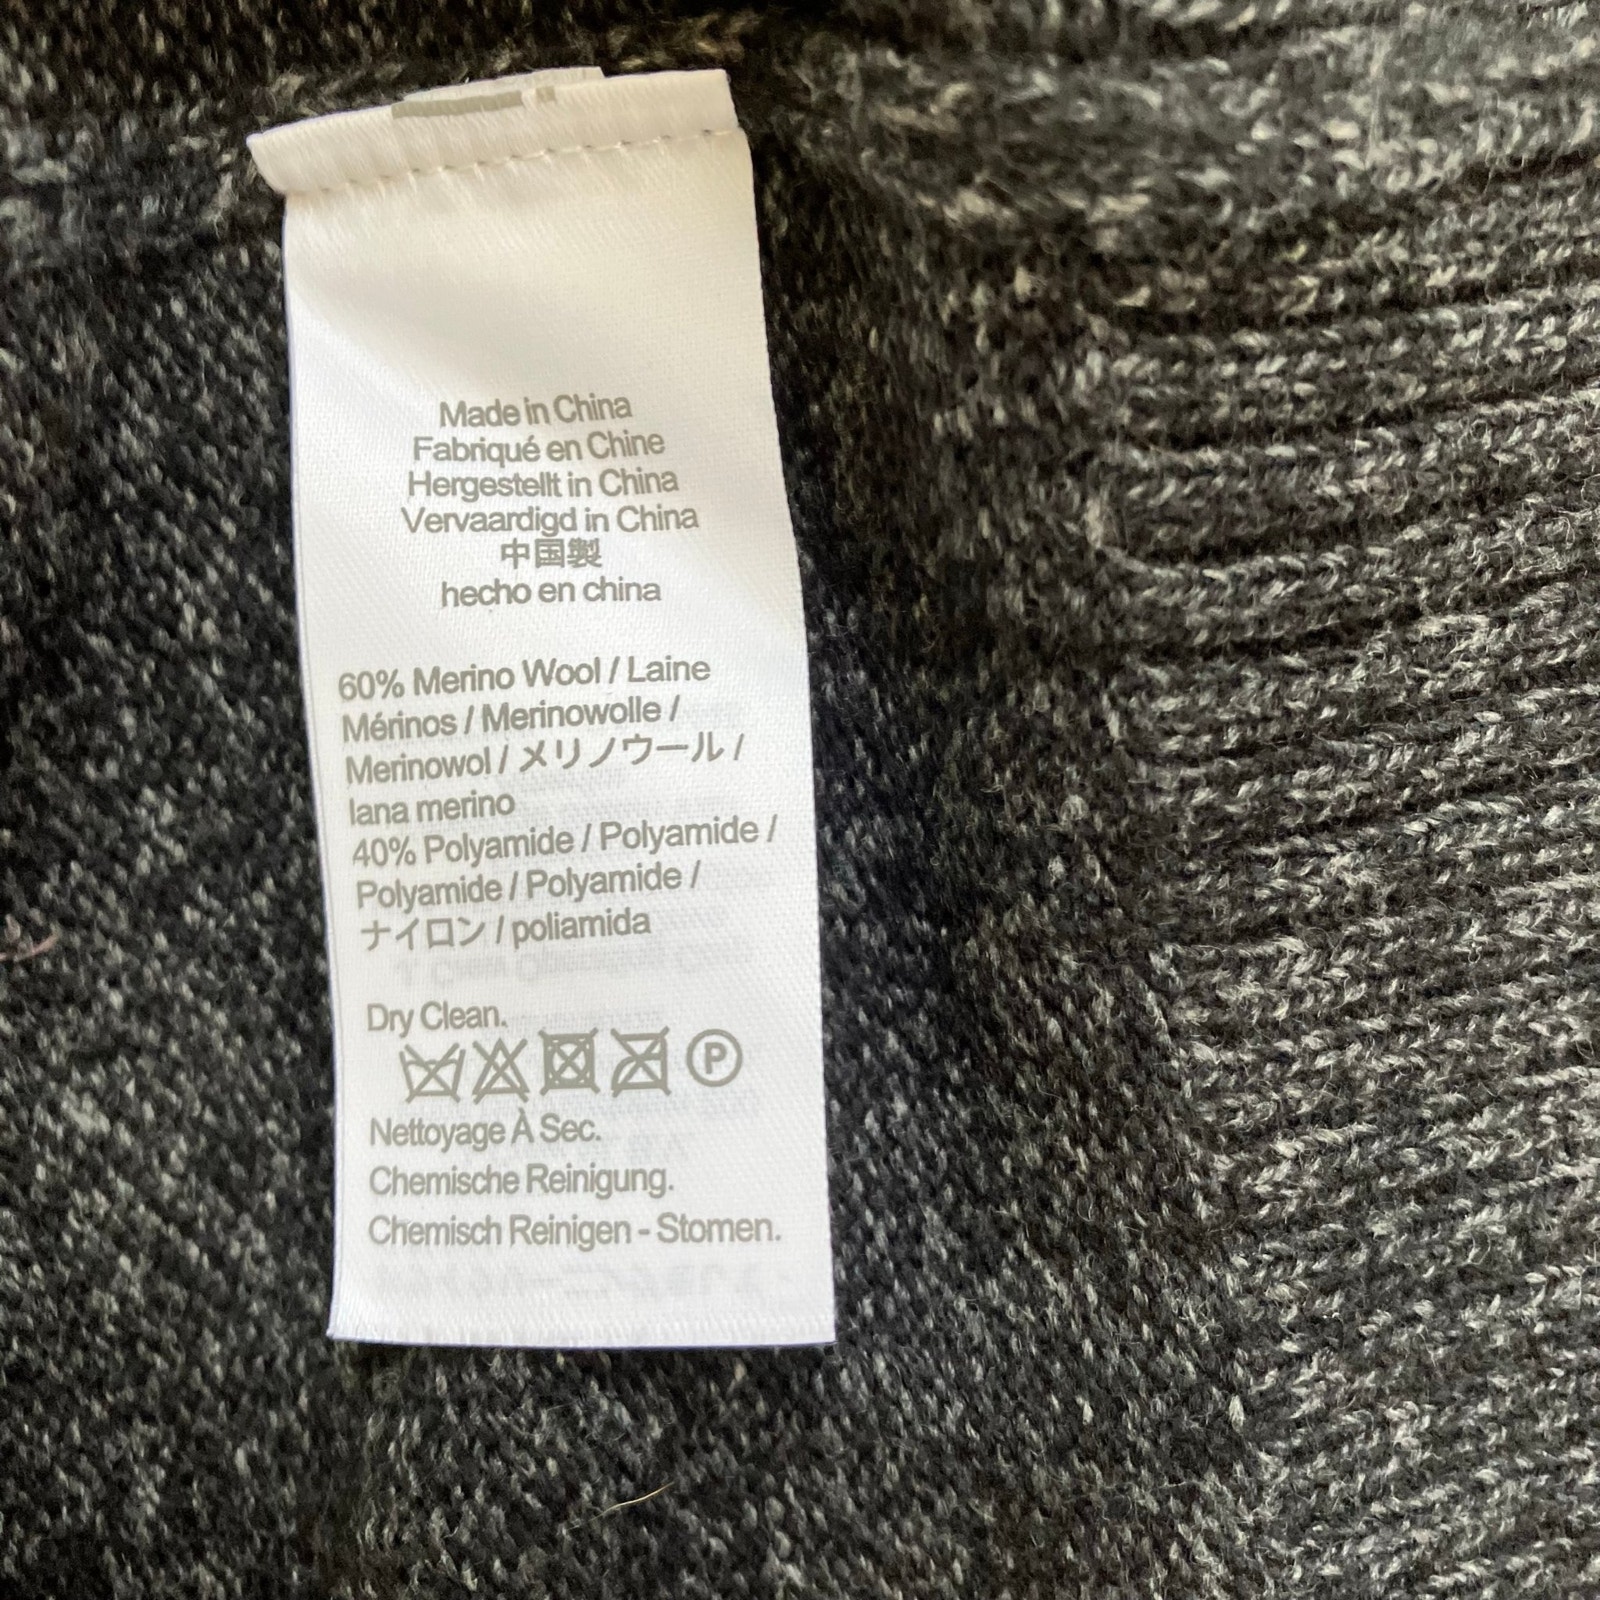 Made in China
Fabriqué en Chine
Hergestellt in China
Vervaardigd in China
中国製
hecho en china
60% Merino Wool / Laine
Mérinos / Merinowolle /
Merinowol / メリノウール /
lana merino
40% Polyamide / Polyamide /
Polyamide / Polyamide /
ナイロン / poliamida
Dry Clean.
P
Nettoyage À Sec.
Chemische Reinigung.
Chemisch Reinigen - Stomen.